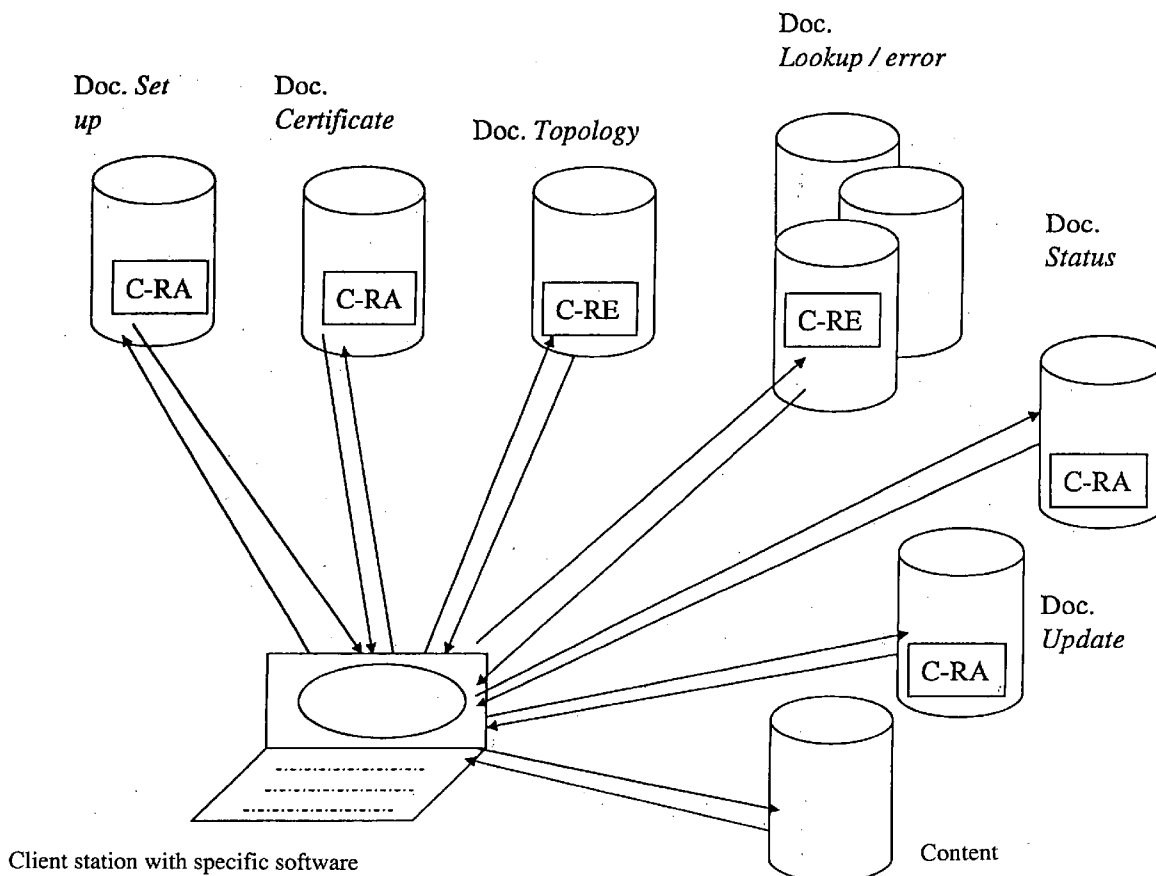 Doc.
Lookup / error
Doc. Set
up
Doc.
Certificate
Doc. Topology
Doc.
Status
C-RA
C-RA
C-RE
C-RE
C-RA
Doc.
Update
C-RA
Client station with specific software
Content